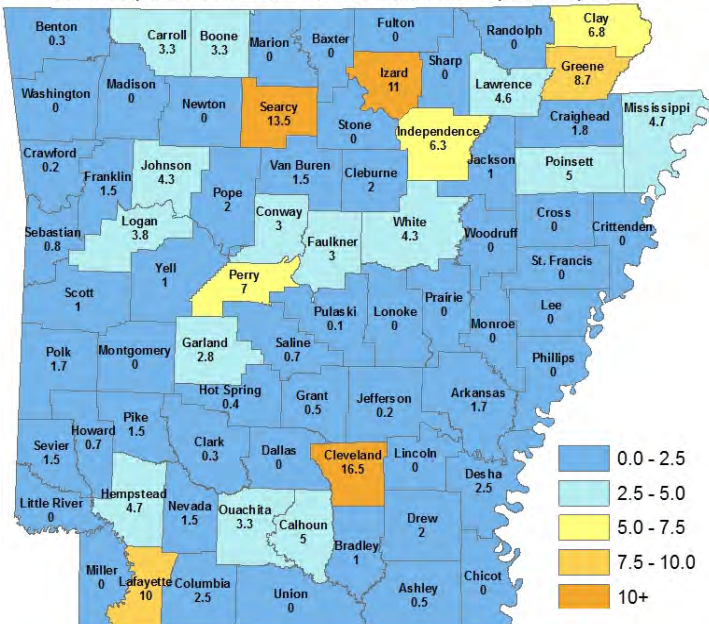 Benton
0.3
Carroll
3.3
Boone
3.3
Marion
0
Baxter
0
Fulton
0
Randolph
0
Clay
6.8
Washington
0
Madison
0
Newton
0
Searcy
13.5
Izard
11
Sharp
0
Lawrence
4.6
Greene
8.7
Stone
0
Independence
6.3
Craighead
1.8
Mississippi
4.7
Crawford
0.2
Franklin
1.5
Johnson
4.3
Pope
2
Van Buren
1.5
Cleburne
2
Jackson
1
Poinsett
5
Sebastian
0.8
Logan
3.8
Conway
3
Faulkner
3
White
4.3
Woodruff
0
Cross
0
Crittenden
0
Scott
1
Yell
1
Perry
7
Pulaski
0.1
Lonoke
0
Prairie
0
St. Francis
0
Monroe
0
Lee
0
Polk
1.7
Montgomery
0
Garland
2.8
Saline
0.7
Phillips
0
Hot Spring
0.4
Grant
0.5
Jefferson
0.2
Arkansas
1.7
Sevier
1.5
Howard
0.7
Pike
1.5
Clark
0.3
Dallas
0
Cleveland
16.5
Lincoln
0
Desha
2.5
Little River
0
Hempstead
4.7
Nevada
1.5
Ouachita
3.3
Calhoun
5
Bradley
1
Drew
2
Miller
0
Lafayette
10
Columbia
2.5
Union
0
Ashley
0.5
Chicot
0
0.0 - 2.5
2.5 - 5.0
5.0 - 7.5
7.5 - 10.0
10+